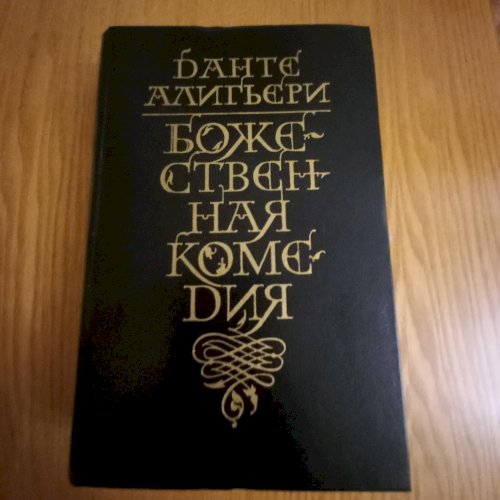 ДАНТЕ
АЛИГЬЕРИ
БОЖЕ-
СТВЕН-
НАЯ
КОМЕ-
ДИЯ